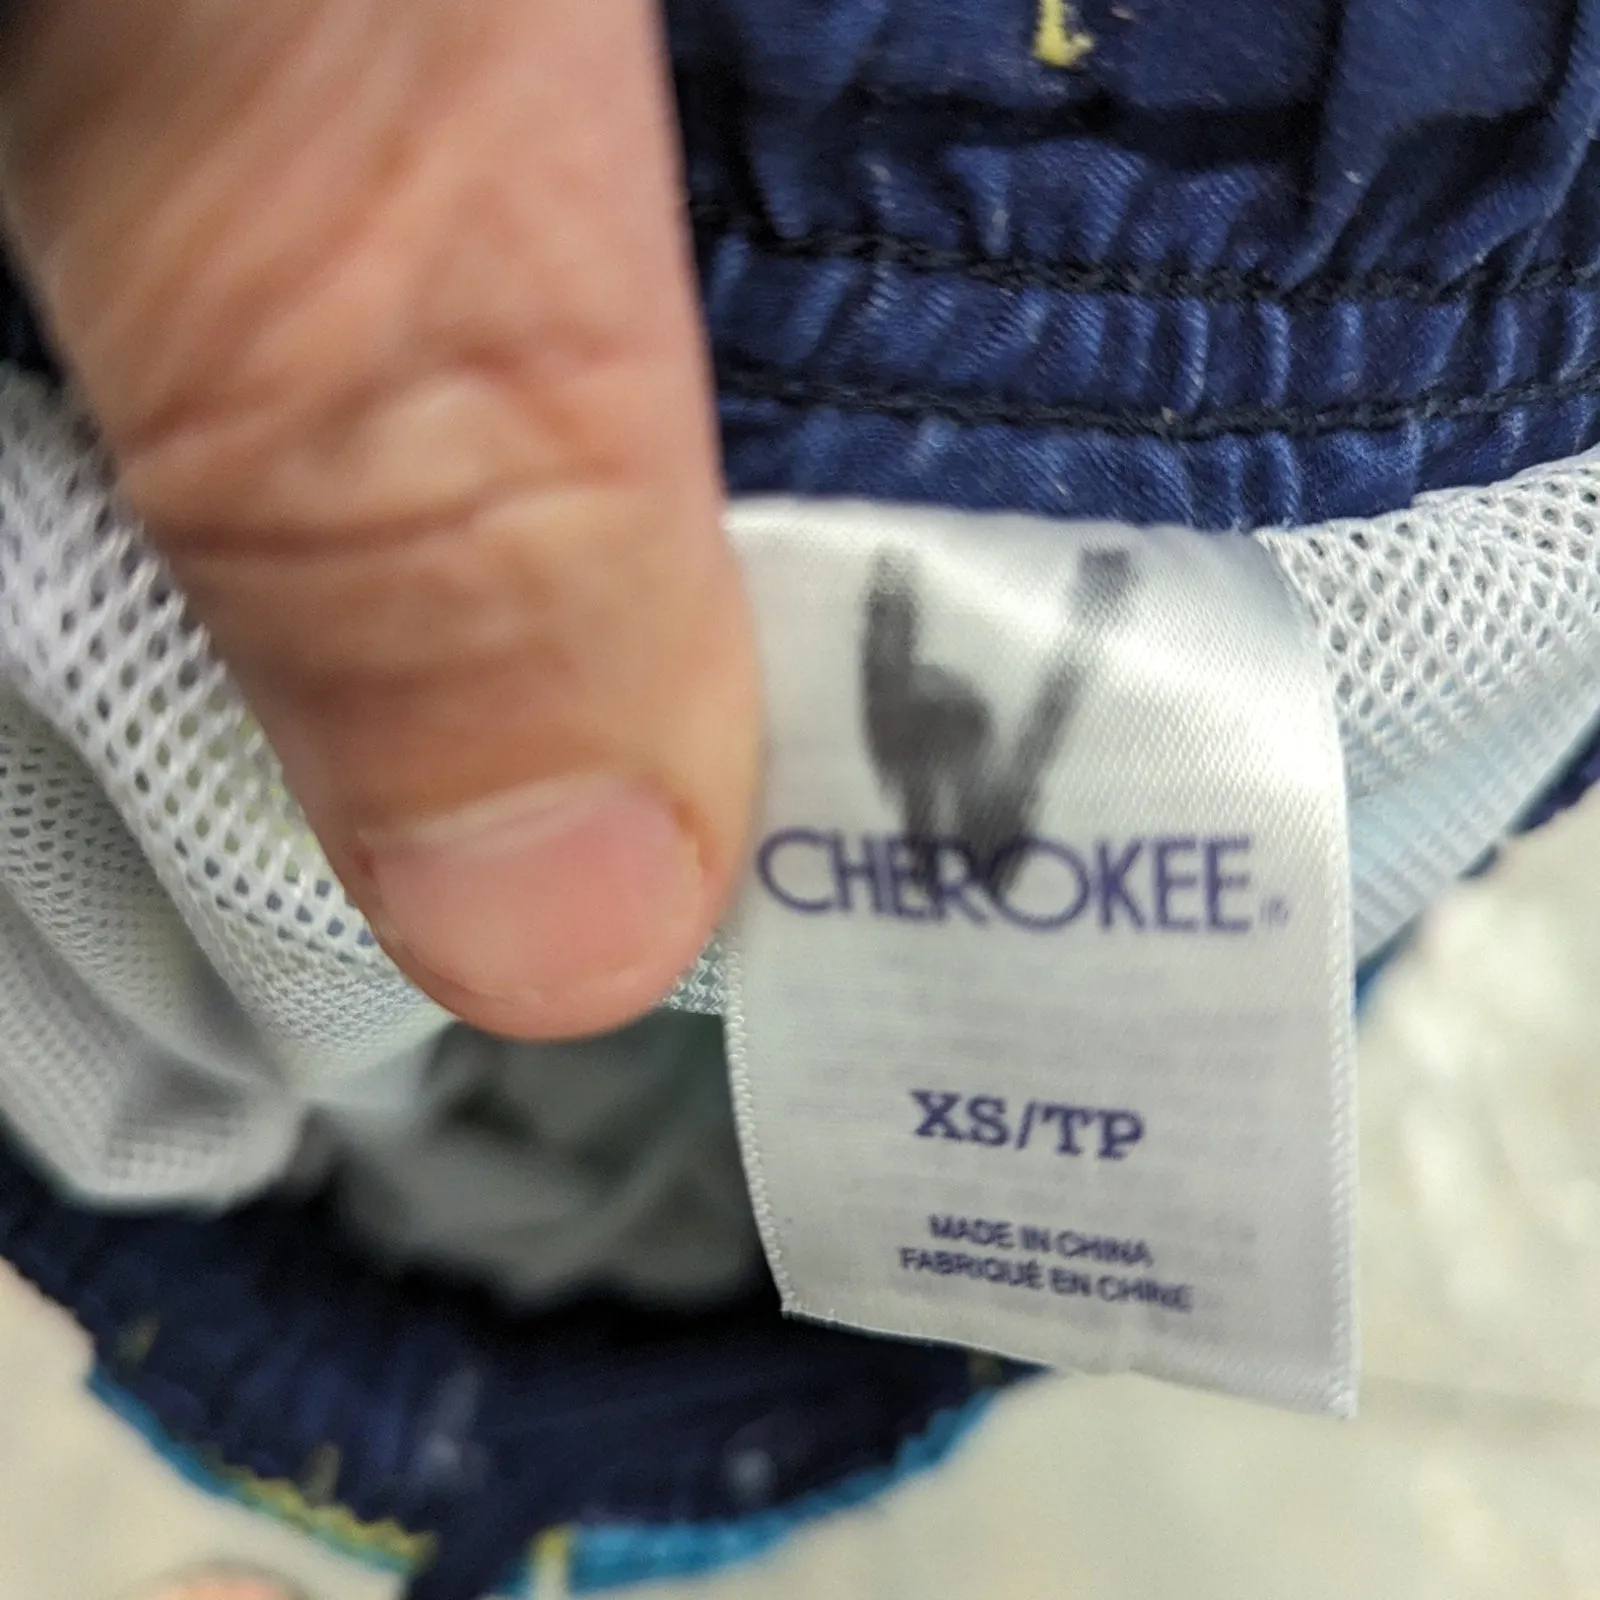 CHEROKEE
XS/TP
MADE IN CHINA
FABRIQUÉ EN CHINE